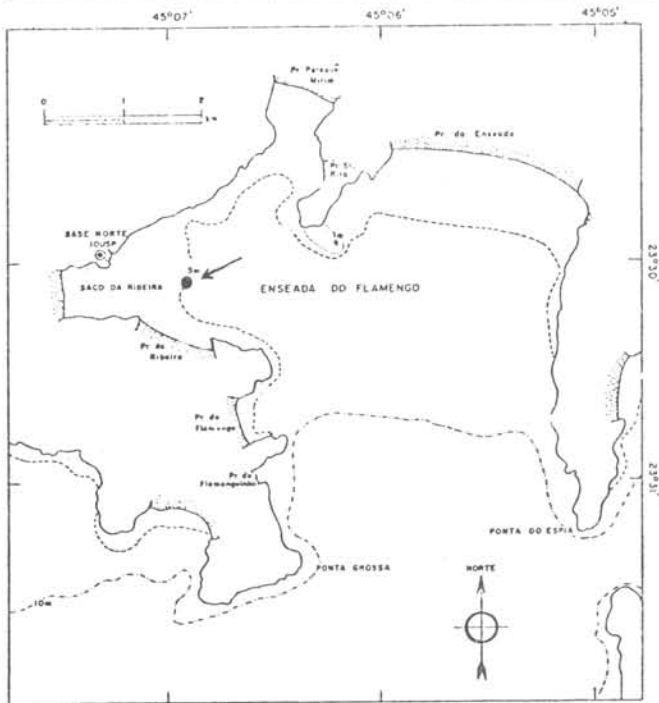 45°07'
45°06'
45°05'
Pr Pereque
Mirim
0 1 2
Pr da Enseada
Pr St.
Rita
BASE NORTE
IOUSP
5m
23°30'
SACO DA RIBEIRA
ENSEADA DO FLAMENGO
Pr da
Ribeira
Pr do
Flamengo
Pr do
Flamenguinho
23°31
PONTA DO ESPIA
PONTA GROSSA
NORTE
10m